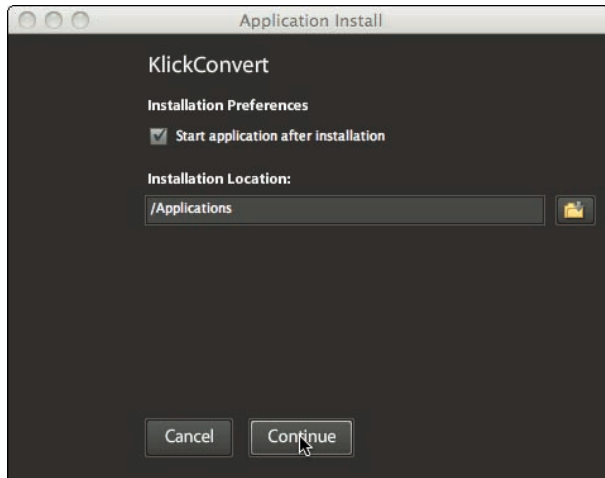 Application Install
KlickConvert
Installation Preferences
Start application after installation
Installation Location:
/Applications
Cancel
Continue